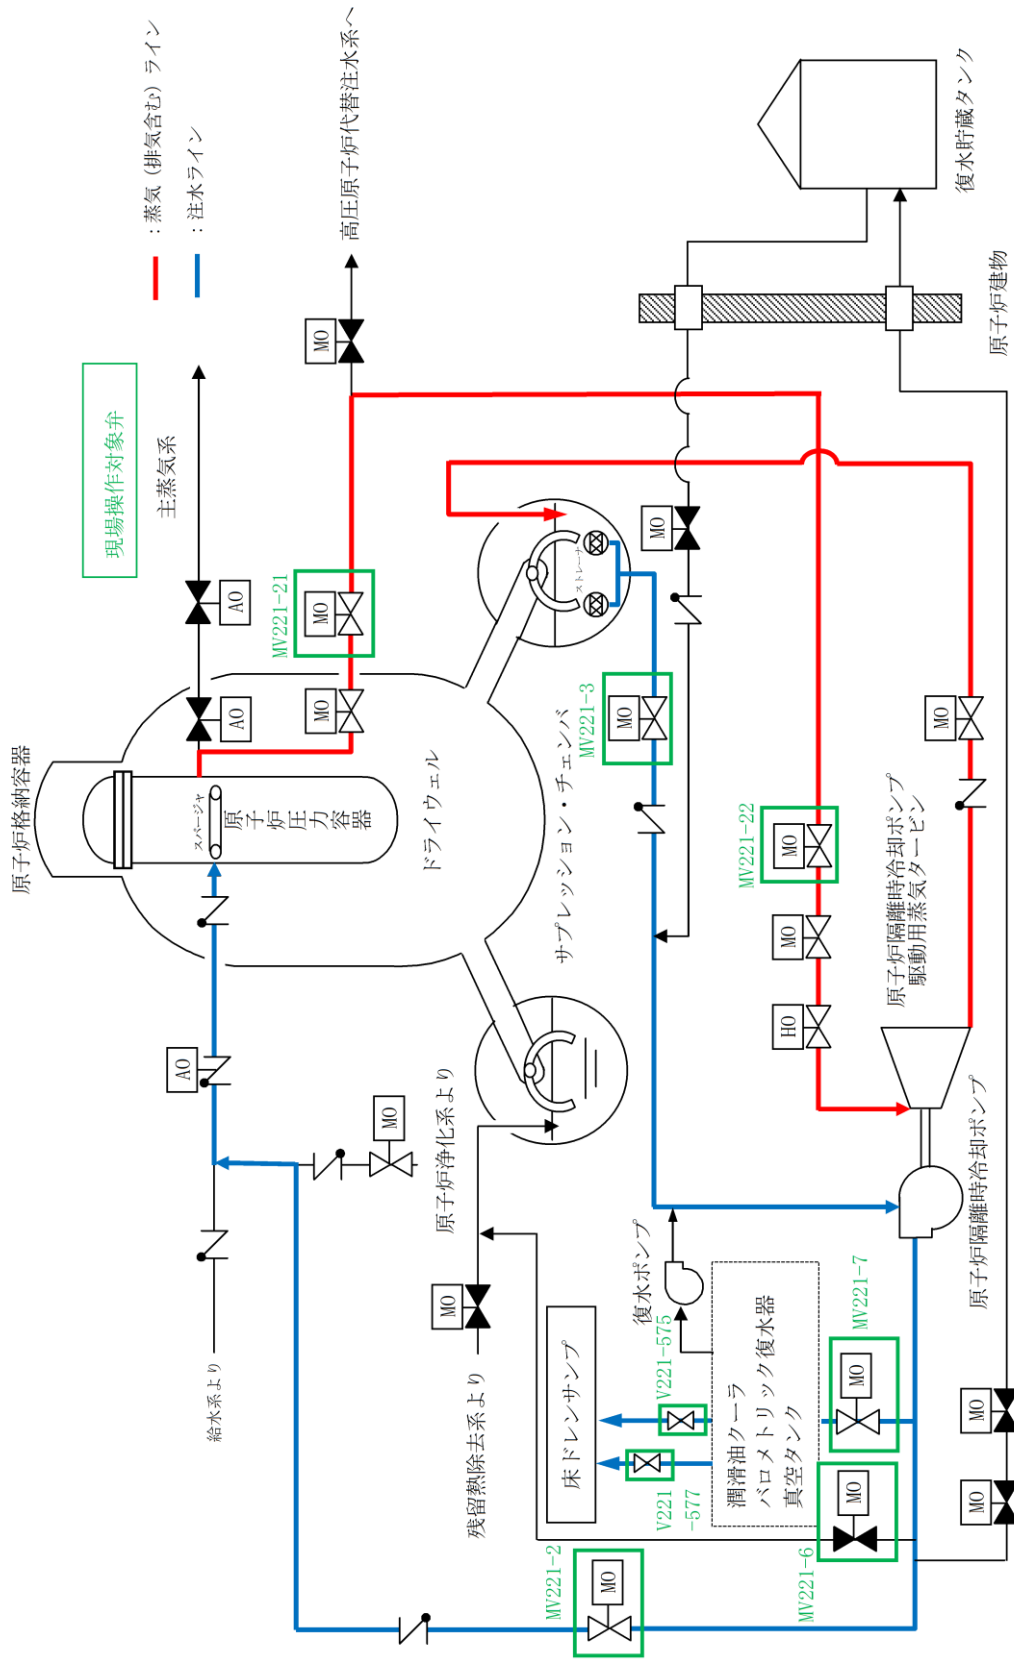 ：蒸気（排気含む）ライン
：注水ライン
現場操作対象弁
原子炉格納容器
主蒸気系
高圧原子炉代替注水系へ
AO
AO
MO
MO
MO
MV221-21
スパージャ
原子炉圧力容器
ドライウェル
サプレッション・チェンバ
ストレーナ
給水系より
AO
MO
原子炉浄化系より
残留熱除去系より
MO
MV221-3
MO
MO
復水貯蔵タンク
原子炉建物
MV221-22
MO
MO
HO
MO
原子炉隔離時冷却ポンプ
駆動用蒸気タービン
原子炉隔離時冷却ポンプ
復水ポンプ
床ドレンサンプ
V221-575
V221
-577
潤滑油クーラ
バロメトリック復水器
真空タンク
MV221-7
MO
MV221-6
MO
MV221-2
MO
MO
MO